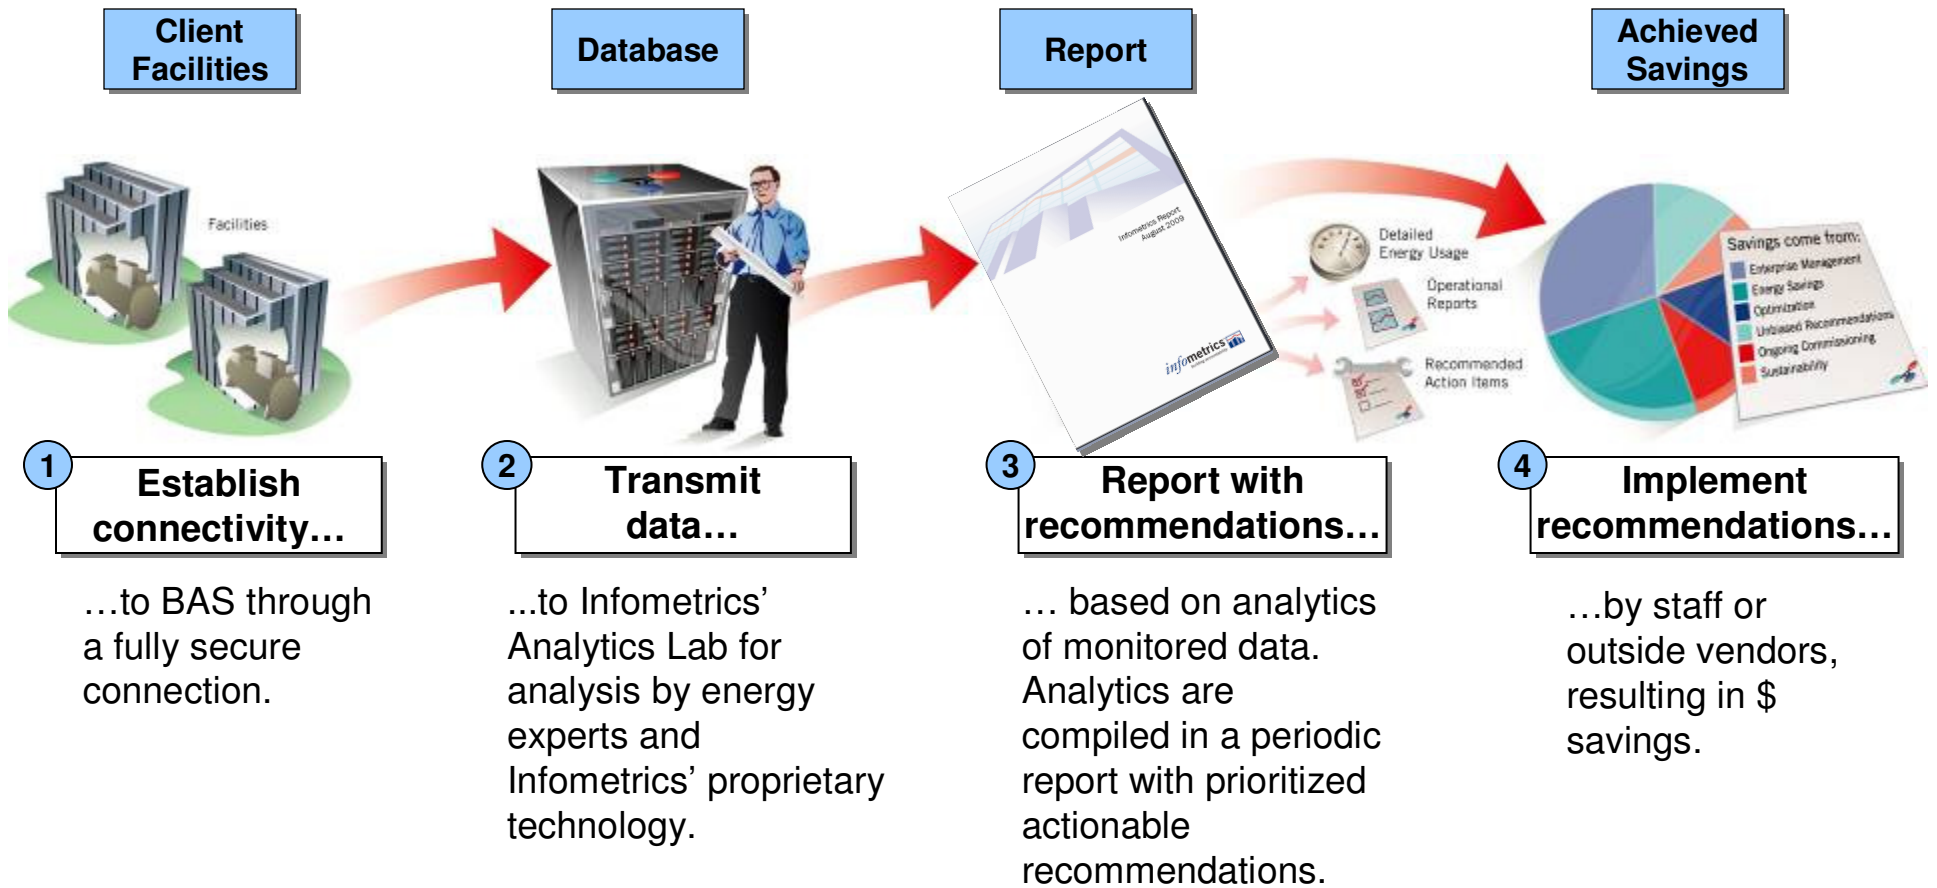 Client
Facilities
Database
Report
Achieved
Savings
Facilities
Infometrics Report
August 2009
infometrics
Detailed
Energy Usage
Operational
Reports
Recommended
Action Items
Savings come from:
Enterprise Management
Energy Savings
Optimization
Unbiased Recommendations
Ongoing Commissioning
Sustainability
1
Establish
connectivity…
…to BAS through
a fully secure
connection.
2
Transmit
data…
...to Infometrics’
Analytics Lab for
analysis by energy
experts and
Infometrics’ proprietary
technology.
3
Report with
recommendations…
… based on analytics
of monitored data.
Analytics are
compiled in a periodic
report with prioritized
actionable
recommendations.
4
Implement
recommendations…
…by staff or
outside vendors,
resulting in $
savings.